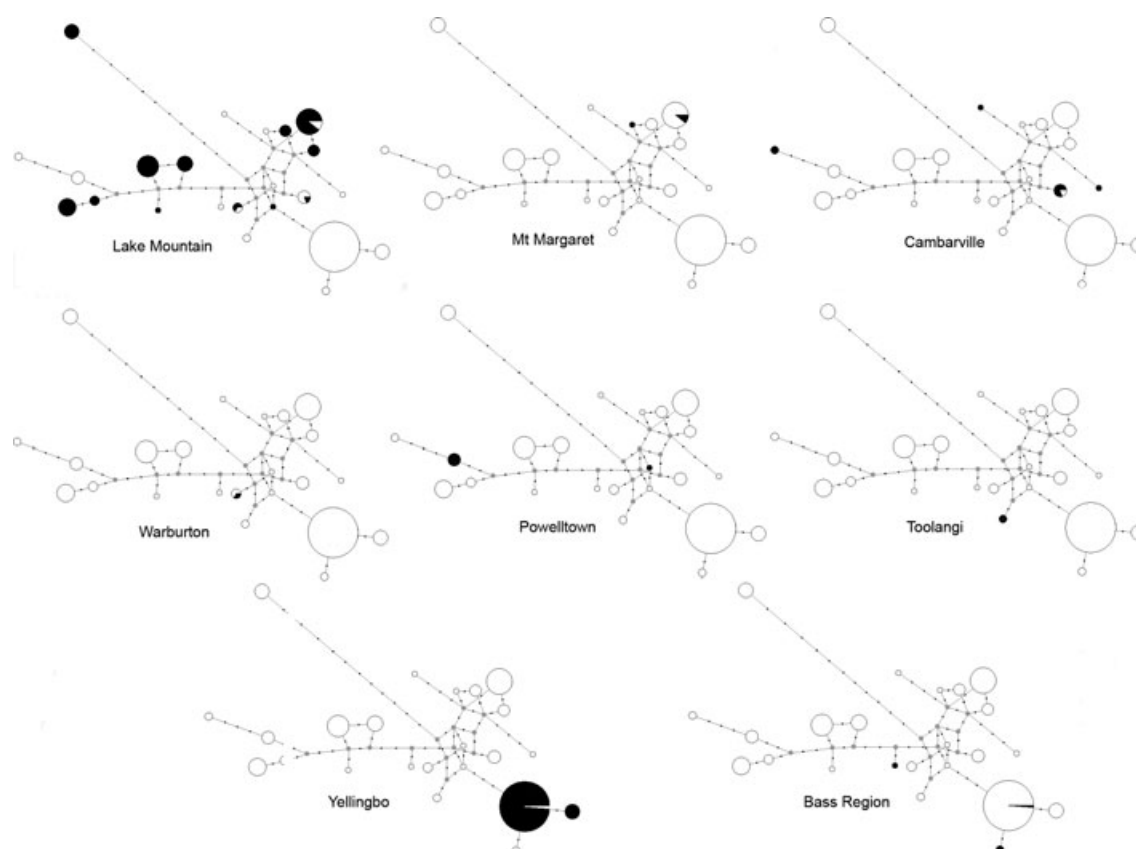 Lake Mountain
Mt Margaret
Cambarville
Warburton
Powelltown
Toolangi
Yellingbo
Bass Region